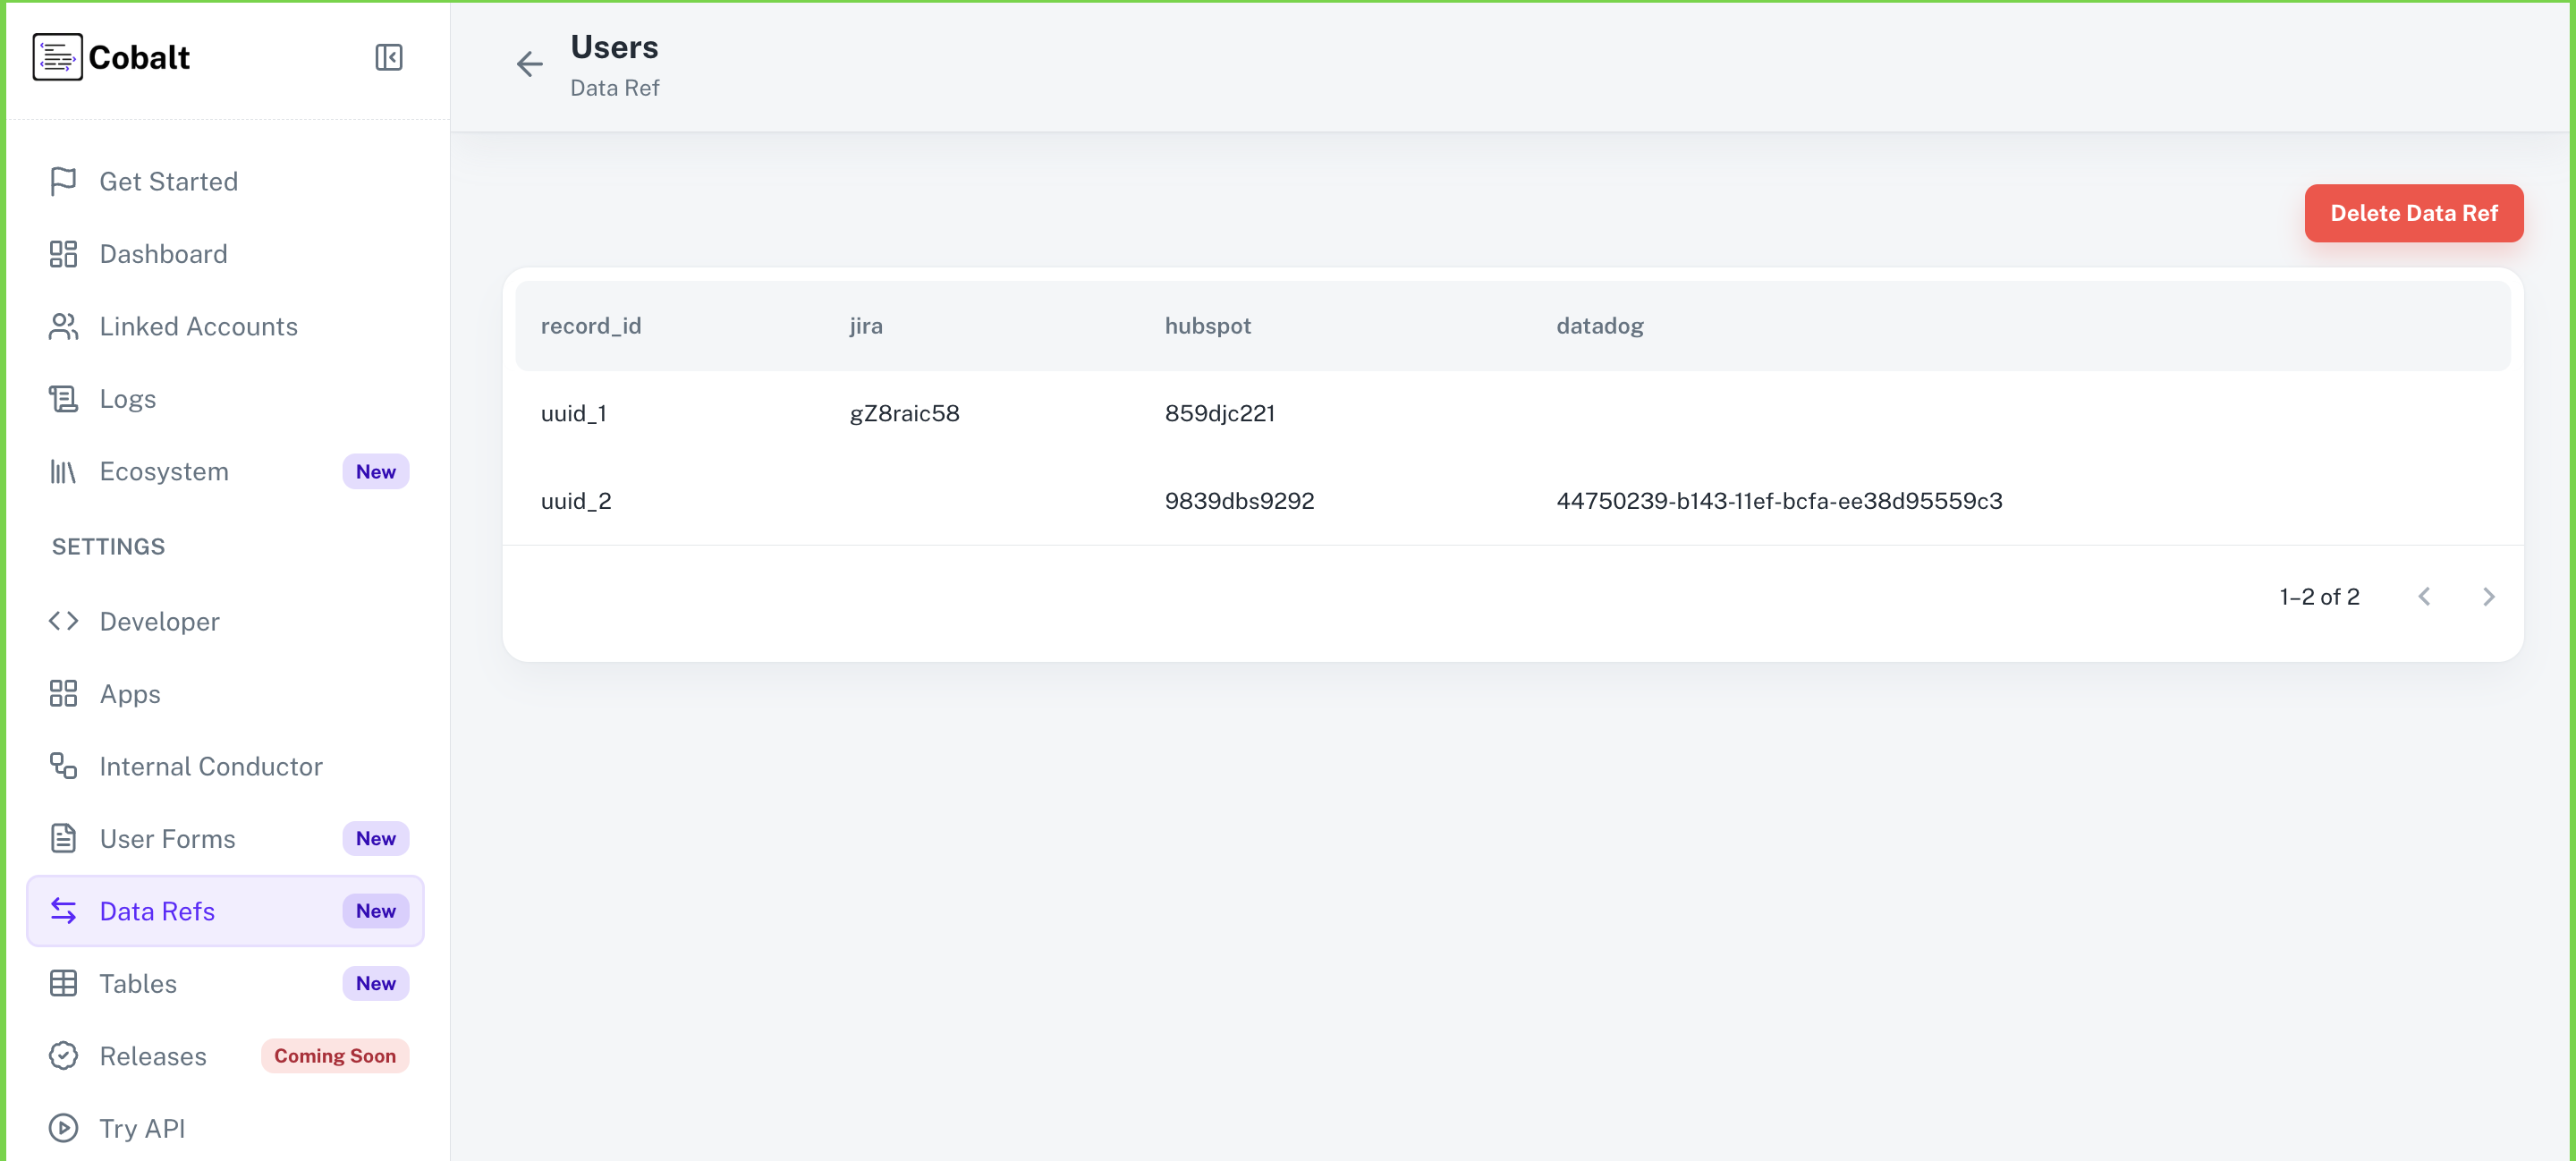 Cobalt
Get Started
Dashboard
Linked Accounts
Logs
Ecosystem New
SETTINGS
Developer
Apps
Internal Conductor
User Forms New
Data Refs New
Tables New
Releases Coming Soon
Try API
Users
Data Ref
Delete Data Ref
record_id jira hubspot datadog
uuid_1 gZ8raic58 859djc221
uuid_2 9839dbs9292 44750239-b143-11ef-bcfa-ee38d95559c3
1–2 of 2